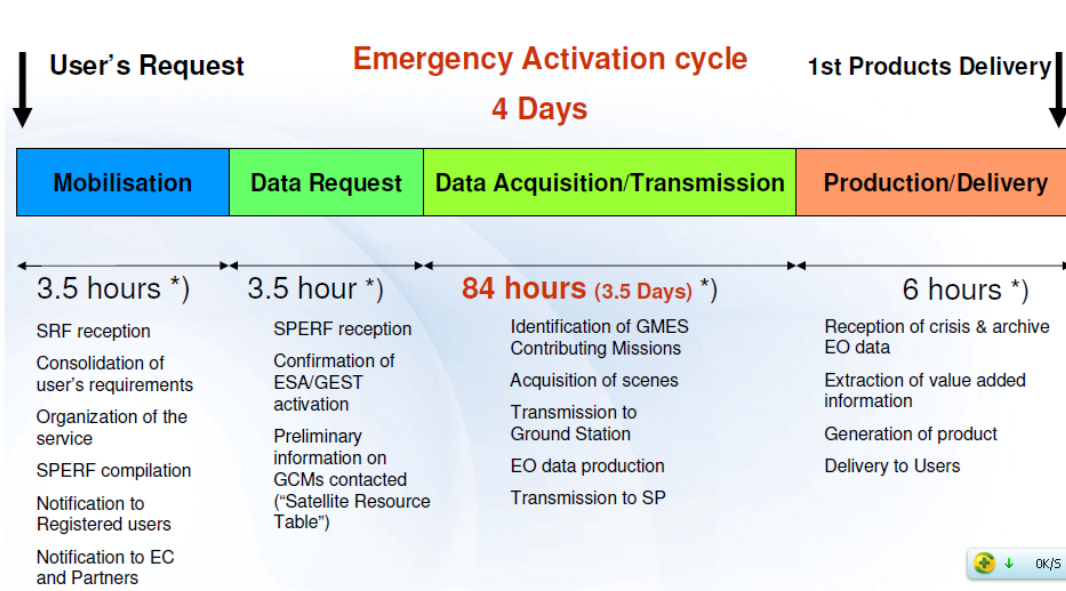 User's Request
Emergency Activation cycle
4 Days
1st Products Delivery
Mobilisation
Data Request
Data Acquisition/Transmission
Production/Delivery
3.5 hours *)
SRF reception
Consolidation of
user's requirements
Organization of the
service
SPERF compilation
Notification to
Registered users
Notification to EC
and Partners
3.5 hour *)
SPERF reception
Confirmation of
ESA/GEST
activation
Preliminary
information on
GCMs contacted
("Satellite Resource
Table")
84 hours (3.5 Days) *)
Identification of GMES
Contributing Missions
Acquisition of scenes
Transmission to
Ground Station
EO data production
Transmission to SP
6 hours *)
Reception of crisis & archive
EO data
Extraction of value added
information
Generation of product
Delivery to Users
0K/S